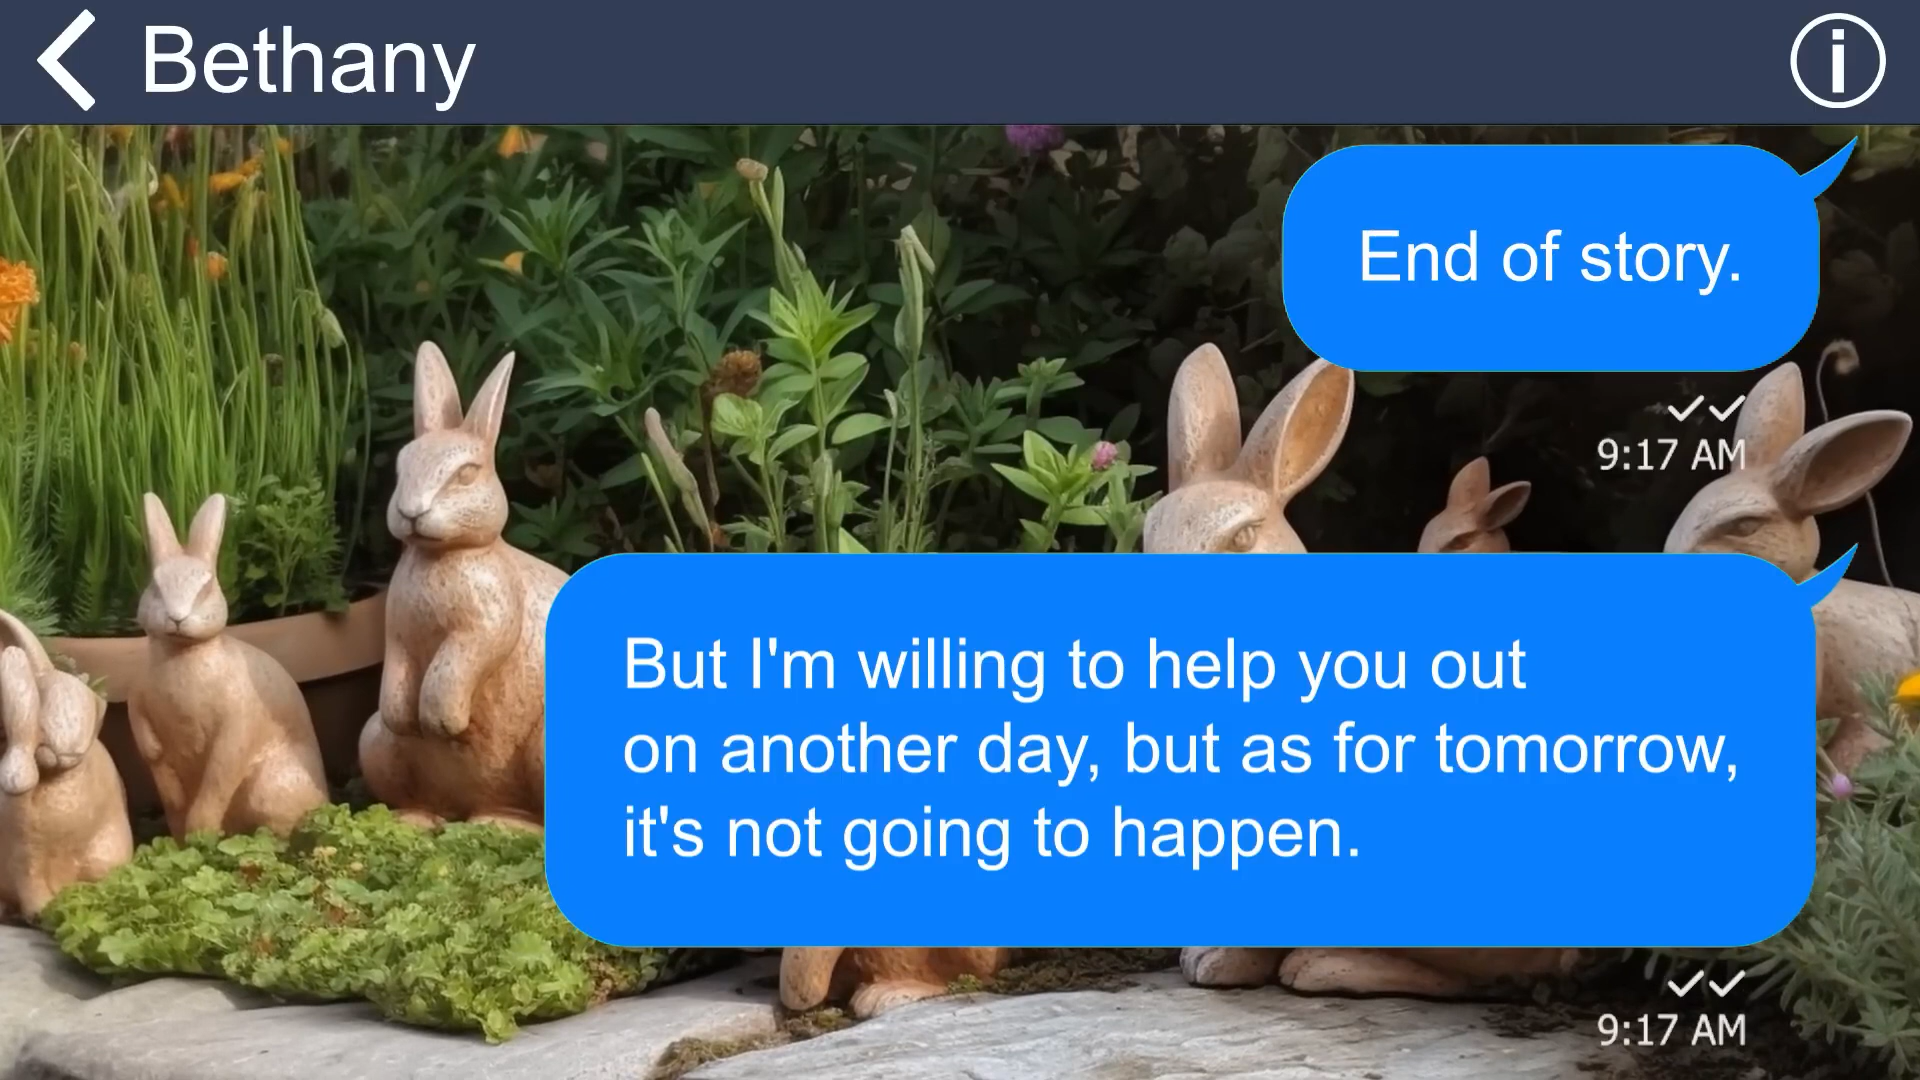 Bethany
End of story.
9:17 AM
But I'm willing to help you out
on another day, but as for tomorrow,
it's not going to happen.
9:17 AM